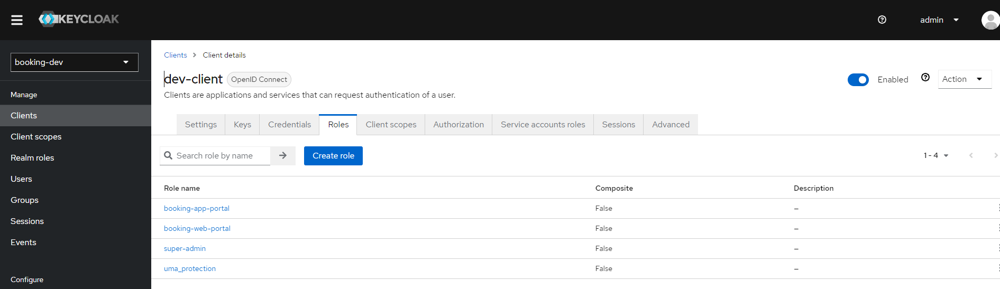 KEYCLOAK
admin
booking-dev
Manage
Clients
Client scopes
Realm roles
Users
Groups
Sessions
Events
Configure
Clients > Client details
dev-client OpenID Connect
Enabled
Action
Clients are applications and services that can request authentication of a user.
Settings Keys Credentials Roles Client scopes Authorization Service accounts roles Sessions Advanced
Search role by name
Create role
1 - 4
Role name Composite Description
booking-app-portal False –
booking-web-portal False –
super-admin False –
uma_protection False –